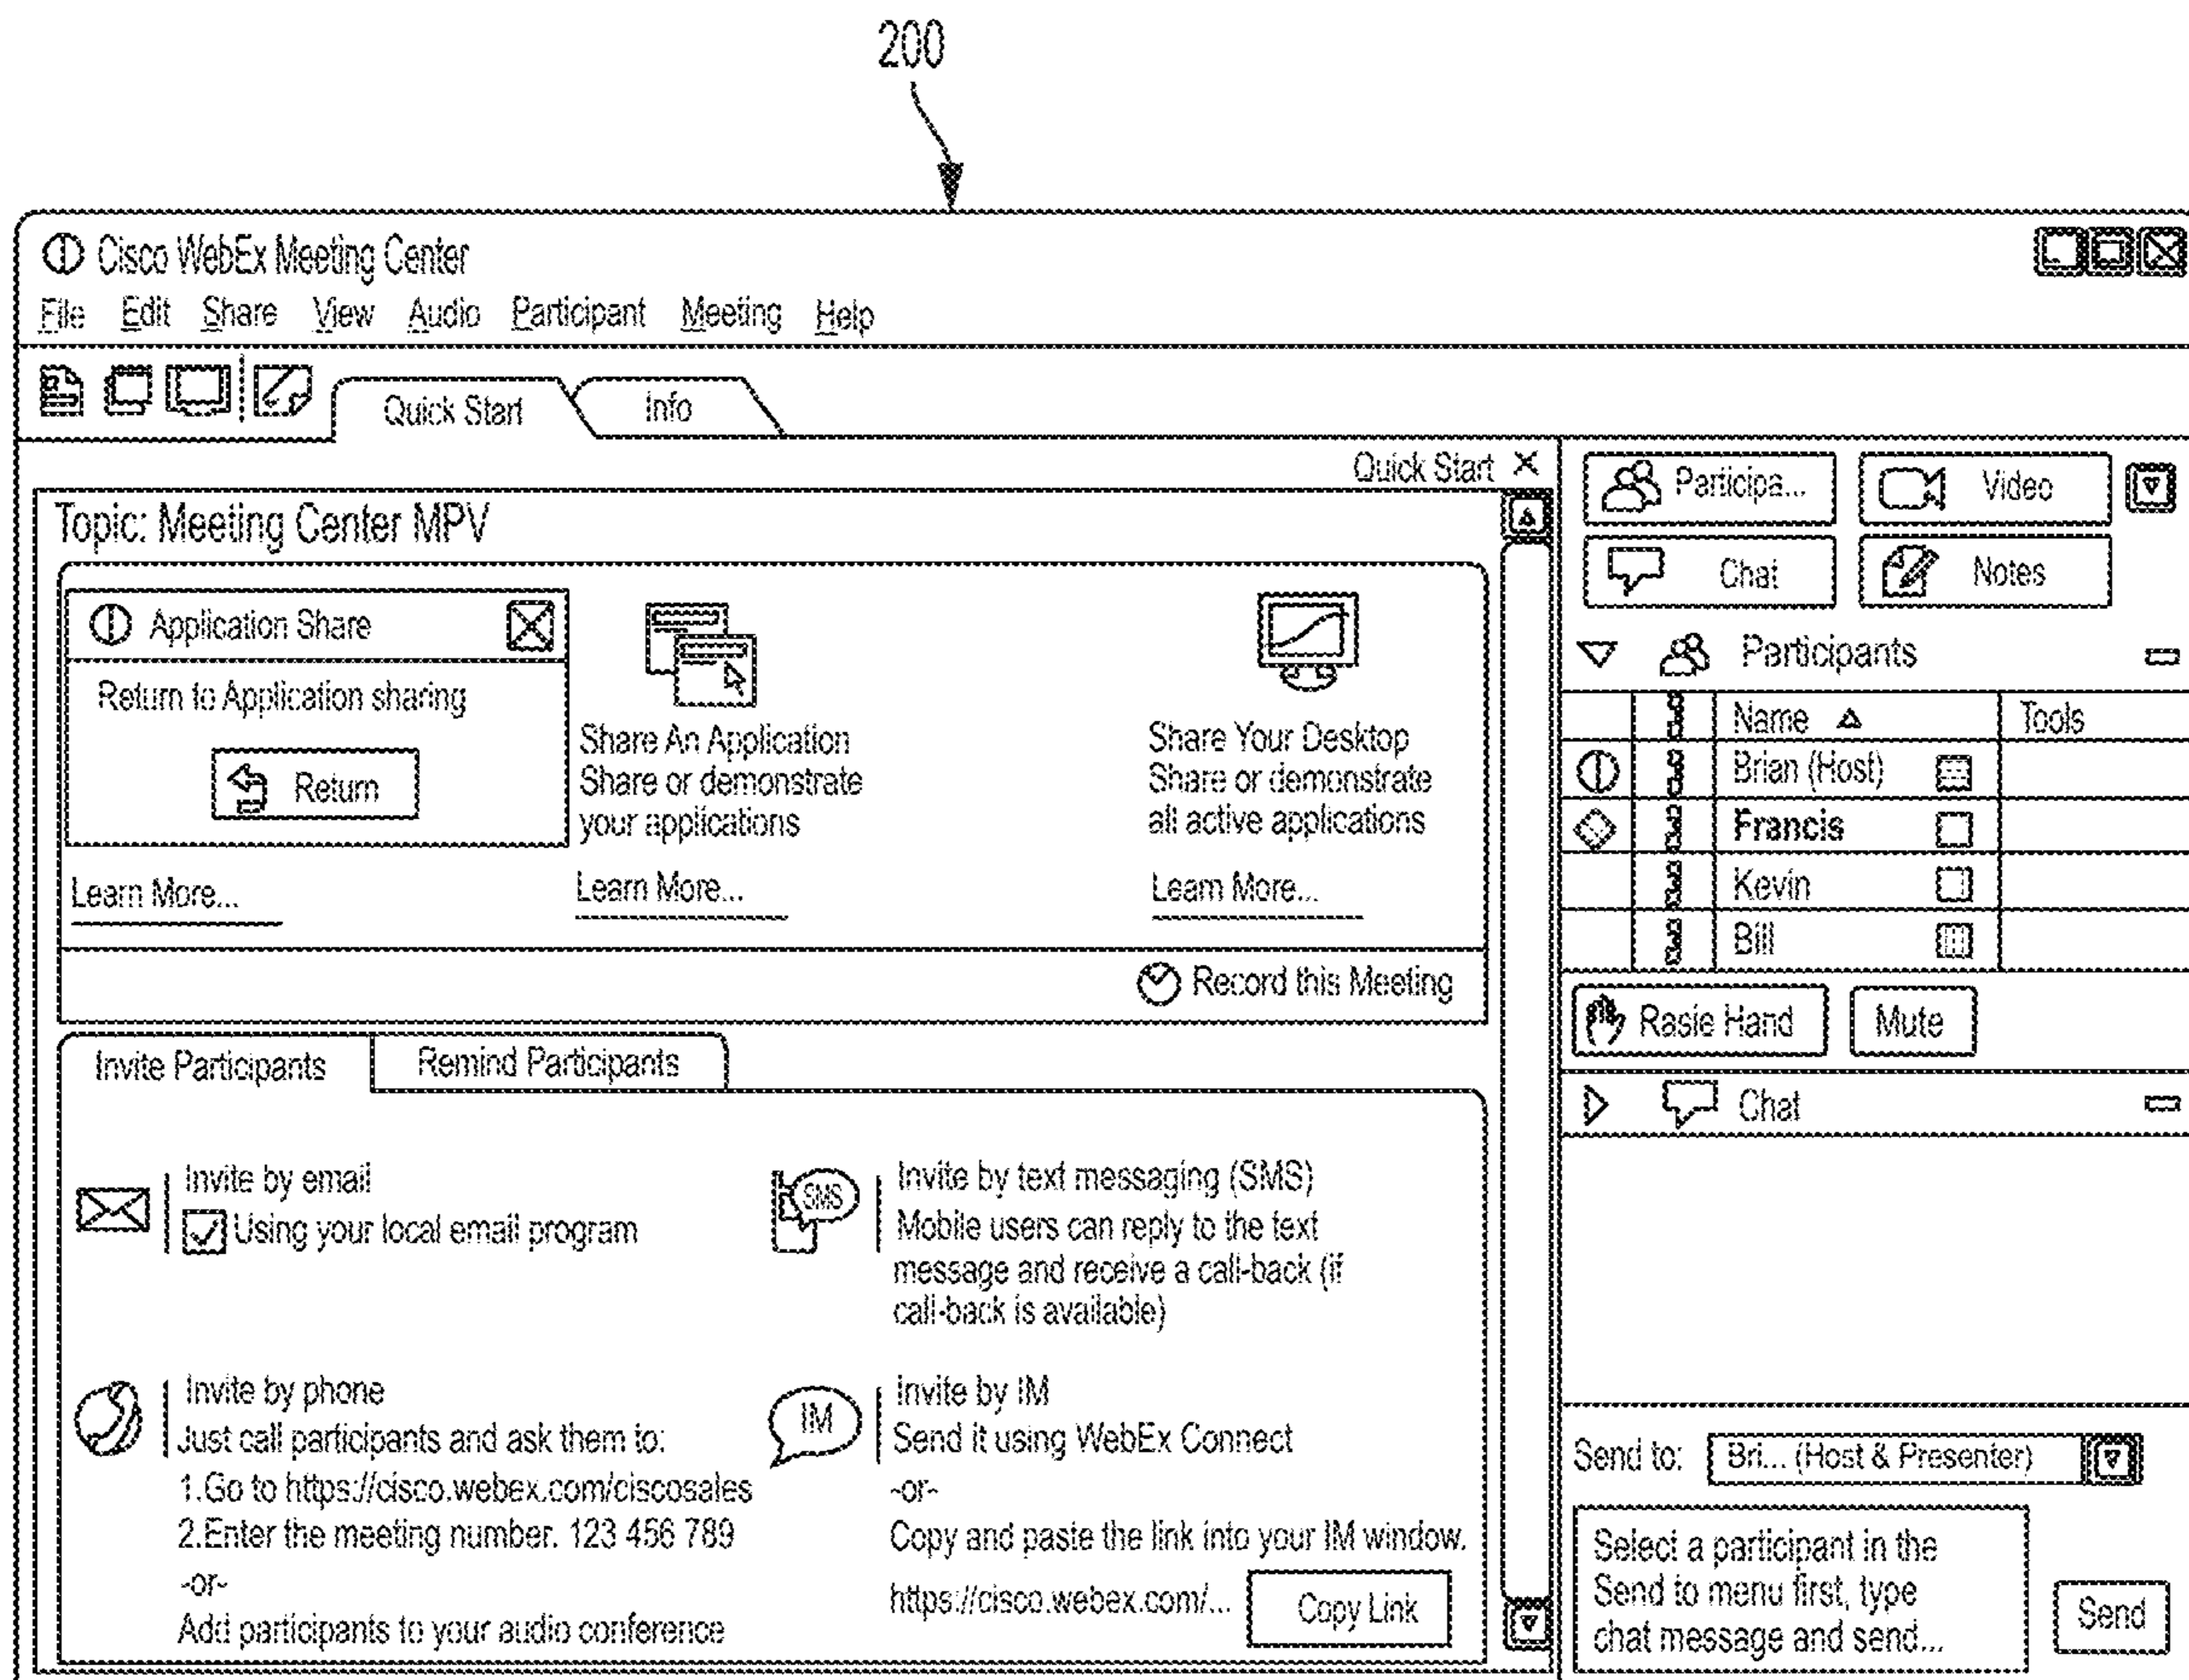 200
Cisco WebEx Meeting Center
File Edit Share View Audio Participant Meeting Help
Quick Start Info
Quick Start X
Topic: Meeting Center MPV
Application Share
Return to Application sharing
Return
Learn More...
Share An Application
Share or demonstrate
your applications
Learn More...
Share Your Desktop
Share or demonstrate
all active applications
Learn More...
Record this Meeting
Invite Participants Remind Participants
Invite by email
Using your local email program
Invite by phone
Just call participants and ask them to:
1.Go to https://cisco.webex.com/ciscosales
2.Enter the meeting number. 123 456 789
-or-
Add participants to your audio conference
SMS
Invite by text messaging (SMS)
Mobile users can reply to the text
message and receive a call-back (if
call-back is available)
IM
Invite by IM
Send it using WebEx Connect
-or-
Copy and paste the link into your IM window.
https://cisco.webex.com/... Copy Link
Participa... Video
Chat Notes
Participants
Name Tools
Brian (Host)
Francis
Kevin
Bill
Rasie Hand Mute
Chat
Send to: Bri... (Host & Presenter)
Select a participant in the
Send to menu first, type
chat message and send...
Send